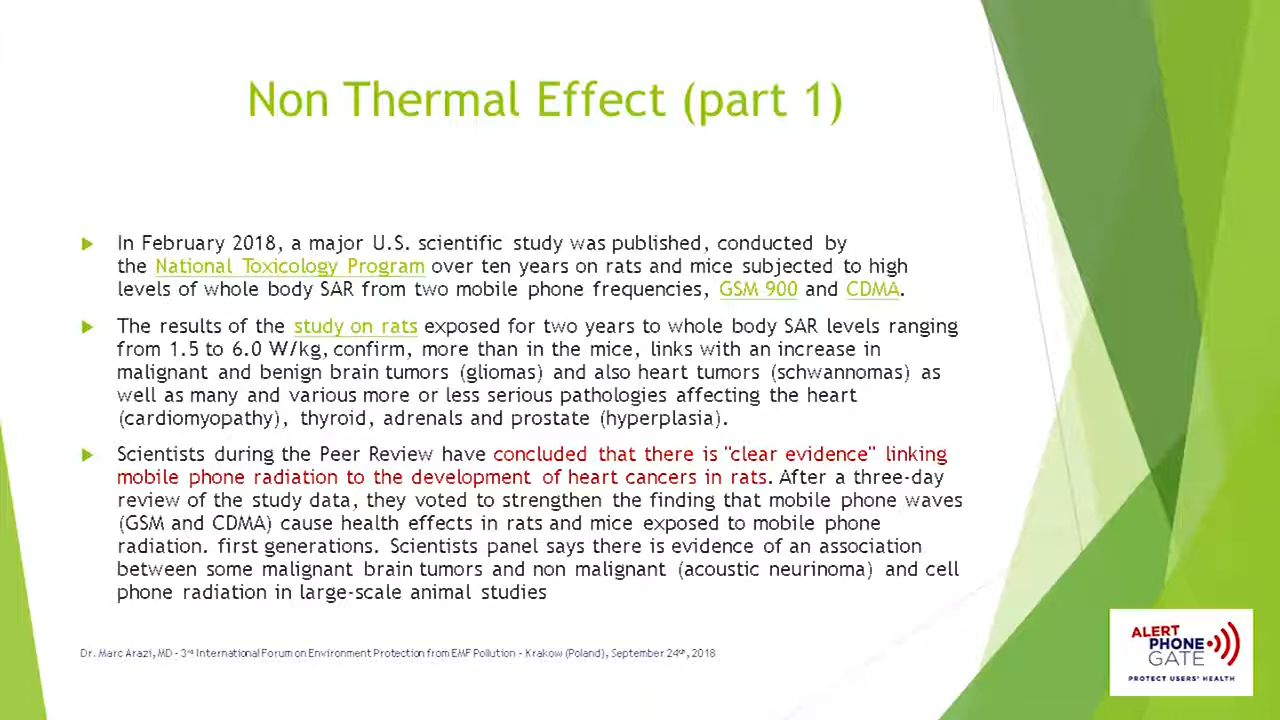 Non Thermal Effect (part 1)
In February 2018, a major U.S. scientific study was published, conducted by
the National Toxicology Program over ten years on rats and mice subjected to high
levels of whole body SAR from two mobile phone frequencies, GSM 900 and CDMA.
The results of the study on rats exposed for two years to whole body SAR levels ranging
from 1.5 to 6.0 W/kg, confirm, more than in the mice, links with an increase in
malignant and benign brain tumors (gliomas) and also heart tumors (schwannomas) as
well as many and various more or less serious pathologies affecting the heart
(cardiomyopathy), thyroid, adrenals and prostate (hyperplasia).
Scientists during the Peer Review have concluded that there is "clear evidence" linking
mobile phone radiation to the development of heart cancers in rats. After a three-day
review of the study data, they voted to strengthen the finding that mobile phone waves
(GSM and CDMA) cause health effects in rats and mice exposed to mobile phone
radiation. first generations. Scientists panel says there is evidence of an association
between some malignant brain tumors and non malignant (acoustic neurinoma) and cell
phone radiation in large-scale animal studies
Dr. Marc Arazi, MD - 3rd International Forum on Environment Protection from EMF Pollution - Krakow (Poland), September 24th, 2018
ALERT
PHONE
GATE
PROTECT USERS' HEALTH